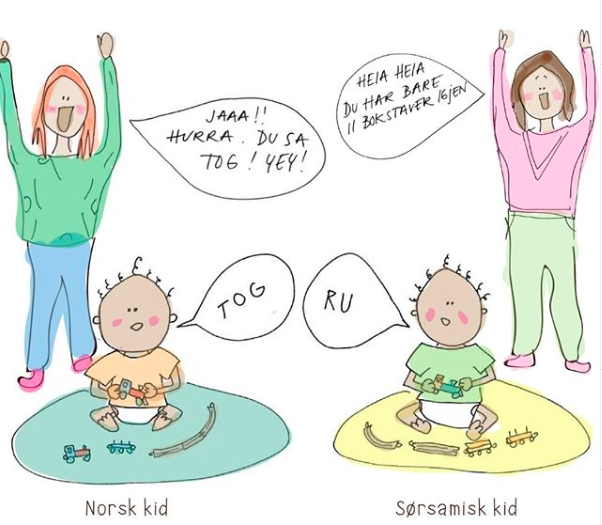 JAAA!!
HURRA. DU SA
TOG! YEY!
HEIA HEIA
DU HAR BARE
11 BOKSTAVER IGJEN
TOG
RU
Norsk kid
Sørsamisk kid